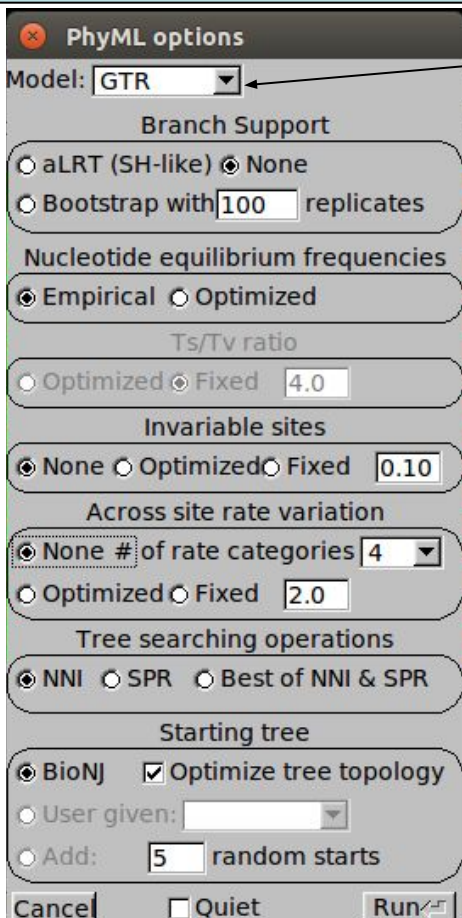 PhyML options
Model: GTR
Branch Support
aLRT (SH-like) None
Bootstrap with 100 replicates
Nucleotide equilibrium frequencies
Empirical Optimized
Ts/Tv ratio
Optimized Fixed 4.0
Invariable sites
None Optimized Fixed 0.10
Across site rate variation
None # of rate categories 4
Optimized Fixed 2.0
Tree searching operations
NNI SPR Best of NNI & SPR
Starting tree
BioNJ Optimize tree topology
User given:
Add: 5 random starts
Cancel Quiet Run